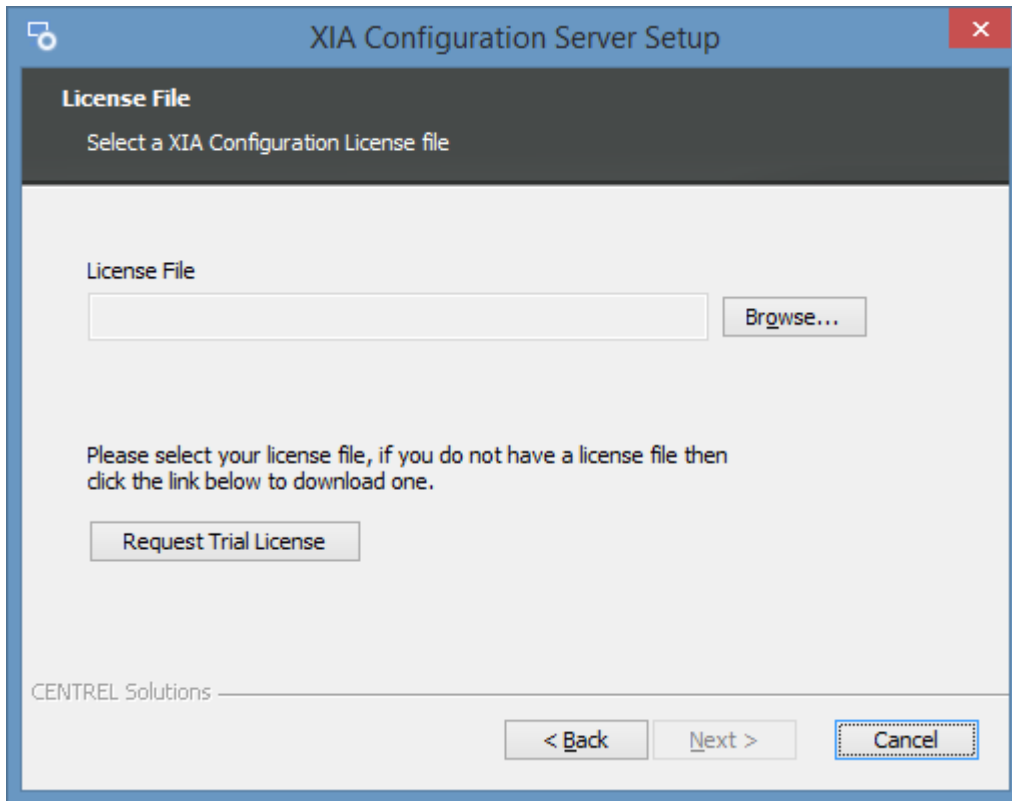 XIA Configuration Server Setup
License File
Select a XIA Configuration License file
License File
Browse...
Please select your license file, if you do not have a license file then
click the link below to download one.
Request Trial License
CENTREL Solutions
< Back
Next >
Cancel